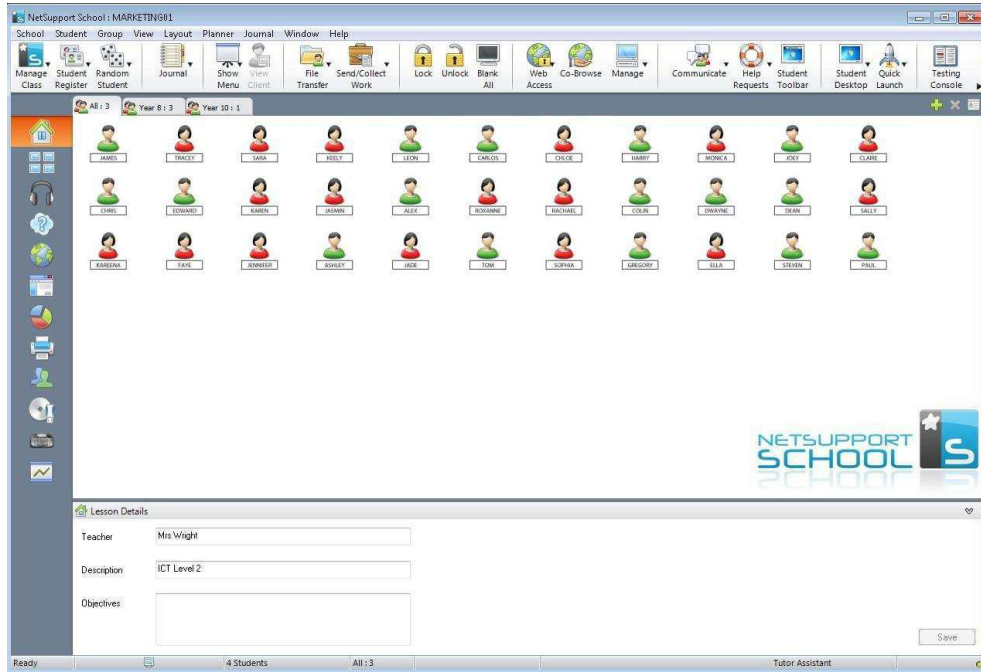 NetSupport School : MARKETING01
School Student Group View Layout Planner Journal Window Help
Manage Class
Student Register
Random Student
Journal
Show Menu
View Client
File Transfer
Send/Collect Work
Lock
Unlock
Blank All
Web Access
Co-Browse
Manage
Communicate
Help Requests
Student Toolbar
Student Desktop
Quick Launch
Testing Console
All : 3
Year 8 : 3
Year 10 : 1
JAMES TRACEY SARA KEELY LEON CARLOS CHLOE HARRY MONICA JOEY CLAIRE
CHRIS EDWARD KAREN JASMIN ALEX ROXANNE RACHAEL COLIN DWAYNE DEAN SALLY
KAREENA FAYE JENNIFER ASHLEY JADE TOM SOPHIA GREGORY ELLA STEVEN PAUL
NETSUPPORT
SCHOOL
S
Lesson Details
Teacher Mrs Wright
Description ICT Level 2
Objectives
Save
Ready 4 Students All : 3 Tutor Assistant